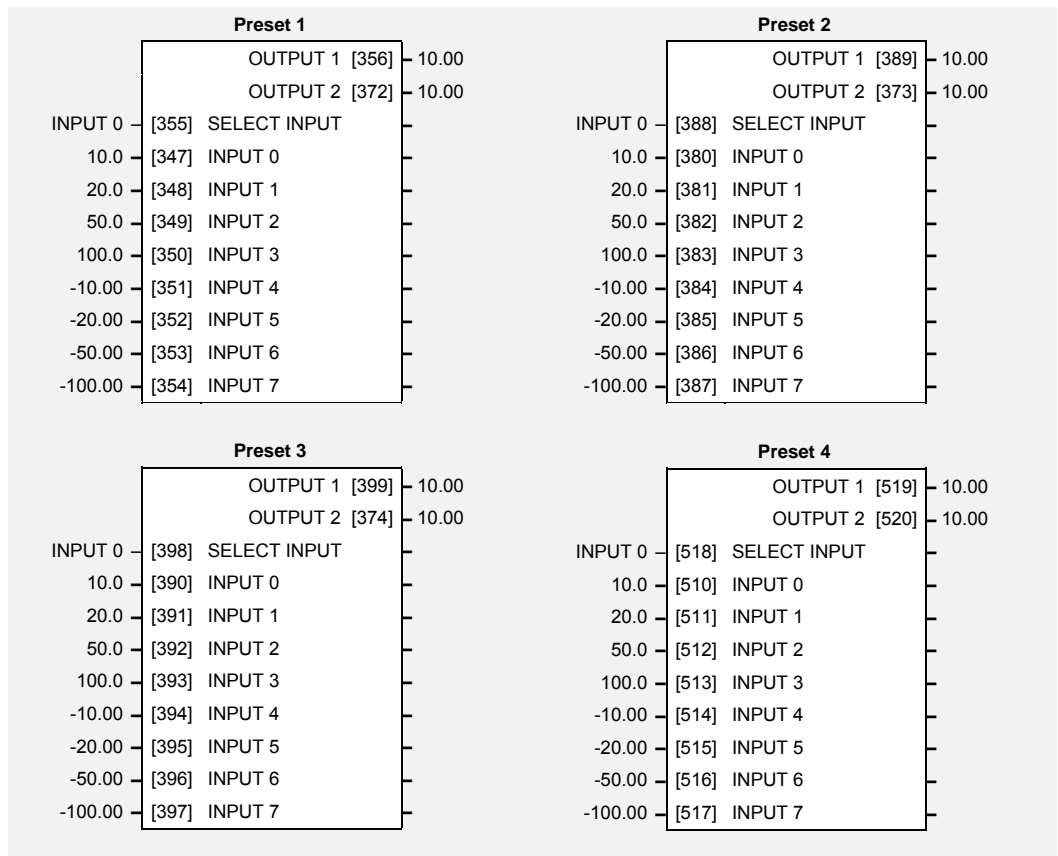 Preset 1
OUTPUT 1 [356] 10.00
OUTPUT 2 [372] 10.00
INPUT 0 [355] SELECT INPUT
10.0 [347] INPUT 0
20.0 [348] INPUT 1
50.0 [349] INPUT 2
100.0 [350] INPUT 3
-10.00 [351] INPUT 4
-20.00 [352] INPUT 5
-50.00 [353] INPUT 6
-100.00 [354] INPUT 7
Preset 2
OUTPUT 1 [389] 10.00
OUTPUT 2 [373] 10.00
INPUT 0 [388] SELECT INPUT
10.0 [380] INPUT 0
20.0 [381] INPUT 1
50.0 [382] INPUT 2
100.0 [383] INPUT 3
-10.00 [384] INPUT 4
-20.00 [385] INPUT 5
-50.00 [386] INPUT 6
-100.00 [387] INPUT 7
Preset 3
OUTPUT 1 [399] 10.00
OUTPUT 2 [374] 10.00
INPUT 0 [398] SELECT INPUT
10.0 [390] INPUT 0
20.0 [391] INPUT 1
50.0 [392] INPUT 2
100.0 [393] INPUT 3
-10.00 [394] INPUT 4
-20.00 [395] INPUT 5
-50.00 [396] INPUT 6
-100.00 [397] INPUT 7
Preset 4
OUTPUT 1 [519] 10.00
OUTPUT 2 [520] 10.00
INPUT 0 [518] SELECT INPUT
10.0 [510] INPUT 0
20.0 [511] INPUT 1
50.0 [512] INPUT 2
100.0 [513] INPUT 3
-10.00 [514] INPUT 4
-20.00 [515] INPUT 5
-50.00 [516] INPUT 6
-100.00 [517] INPUT 7